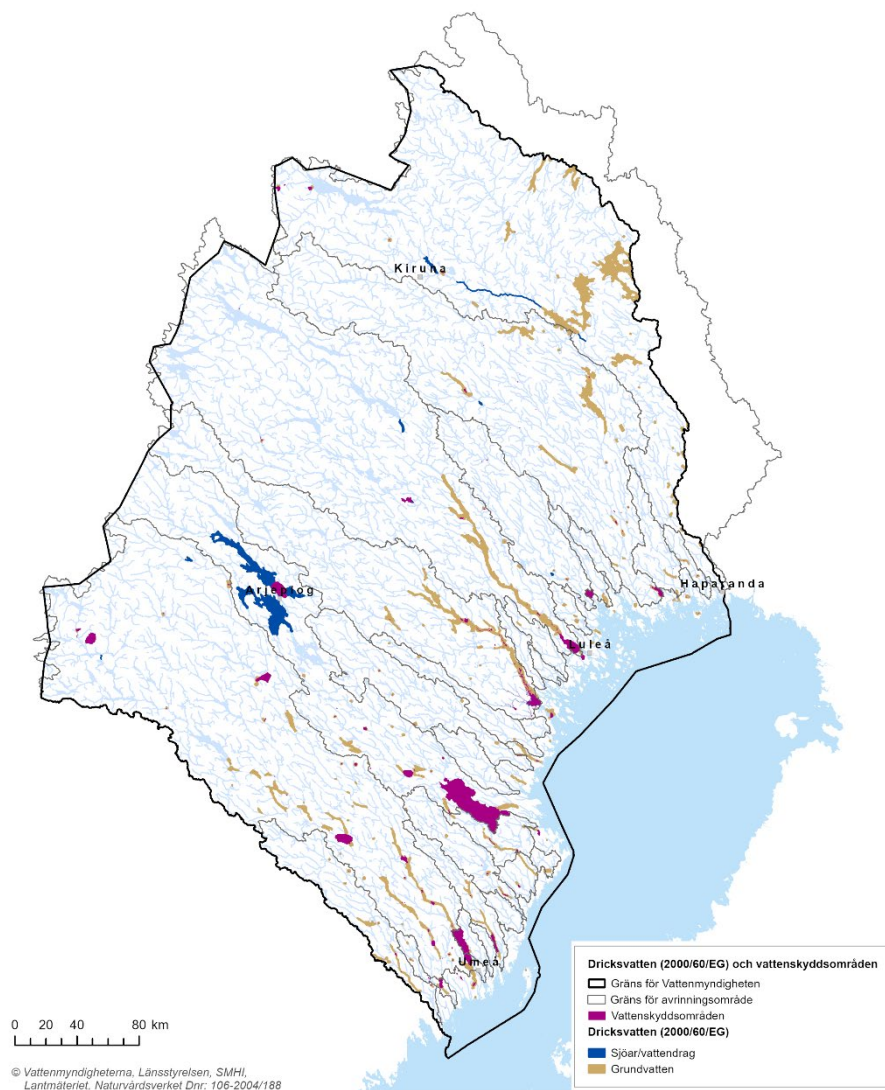 Kiruna
Arjeplog
Haparanda
Luleå
Umeå
0 20 40 80 km
© Vattenmyndigheterna, Länsstyrelsen, SMHI,
Lantmäteriet. Naturvårdsverket Dnr: 106-2004/188
Dricksvatten (2000/60/EG) och vattenskyddsområden
Gräns för Vattenmyndigheten
Gräns för avrinningsområde
Vattenskyddsområden
Dricksvatten (2000/60/EG)
Sjöar/vattendrag
Grundvatten